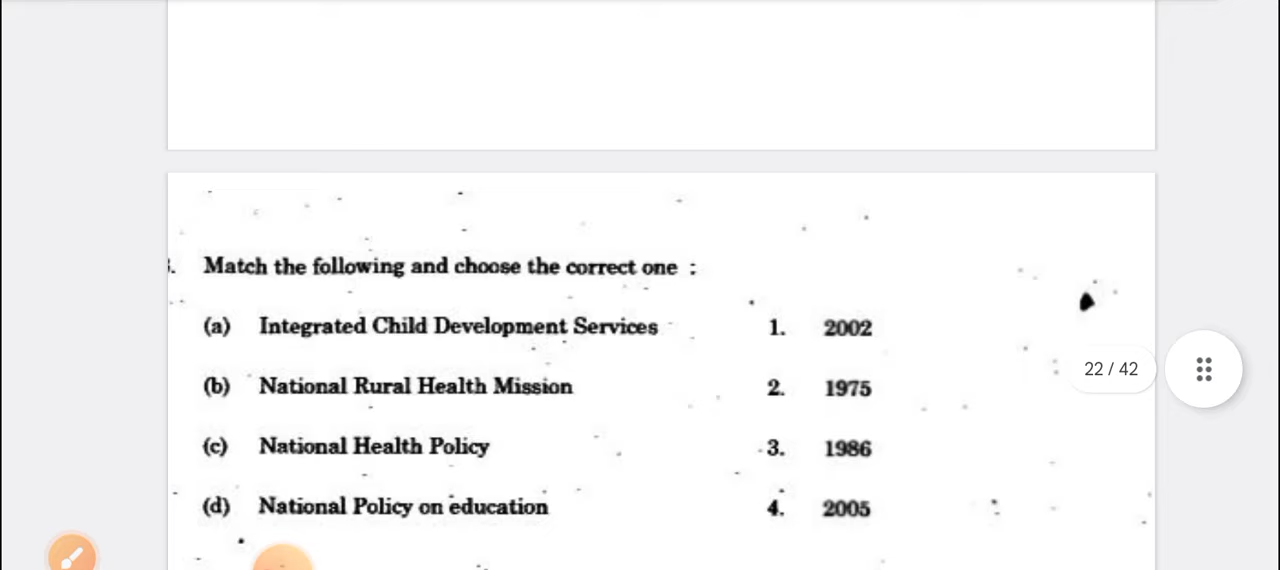 Match the following and choose the correct one :
(a) Integrated Child Development Services 1. 2002
(b) National Rural Health Mission 2. 1975
22 / 42
(c) National Health Policy 3. 1986
(d) National Policy on education 4. 2005